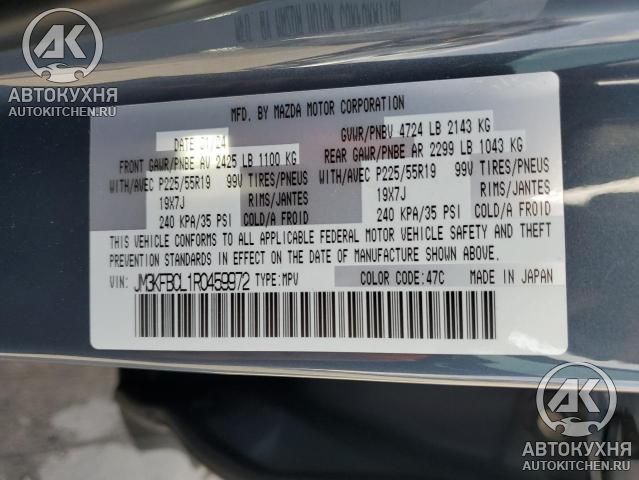 AK
АВТОКУХНЯ
AUTOKITCHEN.RU
MFD. BY MAZDA MOTOR CORPORATION
DATE 01/24 GVWR/PNBV 4724 LB 2143 KG
FRONT GAWR/PNBE AV 2425 LB 1100 KG REAR GAWR/PNBE AR 2299 LB 1043 KG
WITH/AVEC P225/55R19 99V TIRES/PNEUS WITH/AVEC P225/55R19 99V TIRES/PNEUS
19X7J RIMS/JANTES 19X7J RIMS/JANTES
240 KPA/35 PSI COLD/A FROID 240 KPA/35 PSI COLD/A FROID
THIS VEHICLE CONFORMS TO ALL APPLICABLE FEDERAL MOTOR VEHICLE SAFETY AND THEFT
PREVENTION STANDARDS IN EFFECT ON THE DATE OF MANUFACTURE SHOWN ABOVE.
VIN: JM3KFBCL1R0459972 TYPE:MPV COLOR CODE:47C MADE IN JAPAN
AK
АВТОКУХНЯ
AUTOKITCHEN.RU